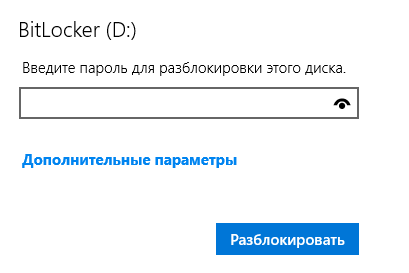 BitLocker (D:)
Введите пароль для разблокировки этого диска.
Дополнительные параметры
Разблокировать